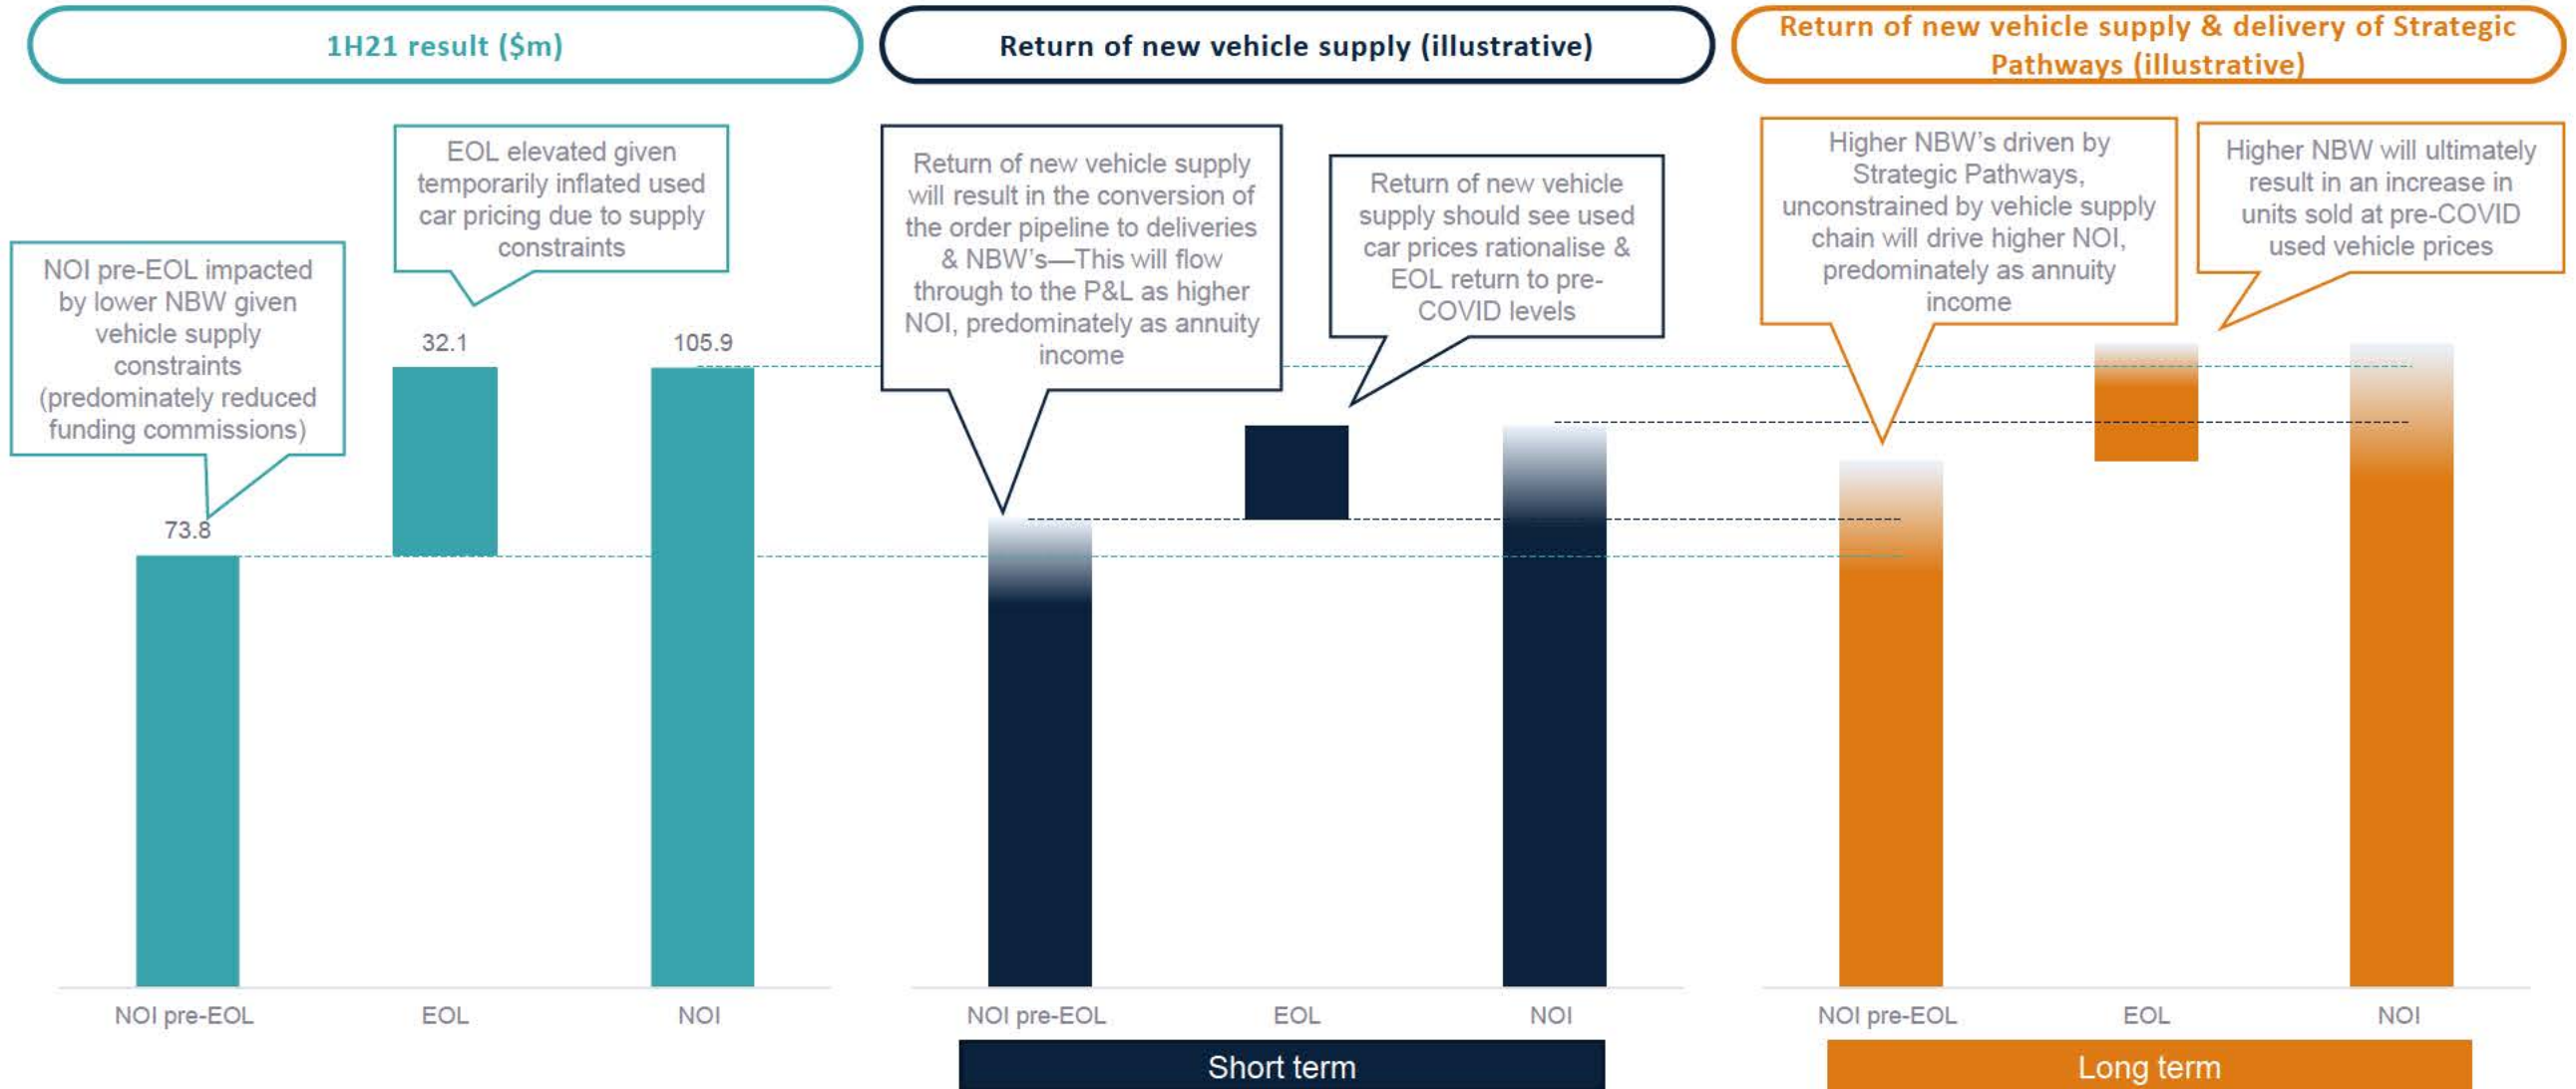 1H21 result ($m)
NOI pre-EOL impacted
by lower NBW given
vehicle supply
constraints
(predominately reduced
funding commissions)
EOL elevated given
temporarily inflated used
car pricing due to supply
constraints
73.8
32.1
105.9
NOI pre-EOL
EOL
NOI
Return of new vehicle supply (illustrative)
Return of new vehicle supply
will result in the conversion of
the order pipeline to deliveries
& NBW's—This will flow
through to the P&L as higher
NOI, predominately as annuity
income
Return of new vehicle
supply should see used
car prices rationalise &
EOL return to pre-
COVID levels
NOI pre-EOL
EOL
NOI
Short term
Return of new vehicle supply & delivery of Strategic
Pathways (illustrative)
Higher NBW's driven by
Strategic Pathways,
unconstrained by vehicle supply
chain will drive higher NOI,
predominately as annuity
income
Higher NBW will ultimately
result in an increase in
units sold at pre-COVID
used vehicle prices
NOI pre-EOL
EOL
NOI
Long term